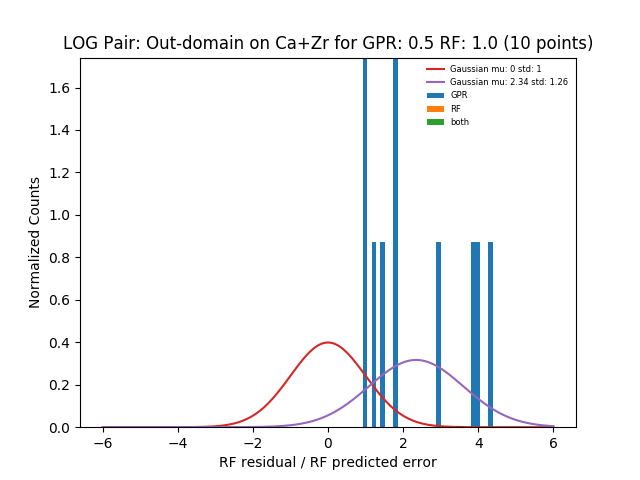 LOG Pair: Out-domain on Ca+Zr for GPR: 0.5 RF: 1.0 (10 points)
Gaussian mu: 0 std: 1
Gaussian mu: 2.34 std: 1.26
GPR
RF
both
Normalized Counts
1.6
1.4
1.2
1.0
0.8
0.6
0.4
0.2
0.0
−6
−4
−2
0
2
4
6
RF residual / RF predicted error